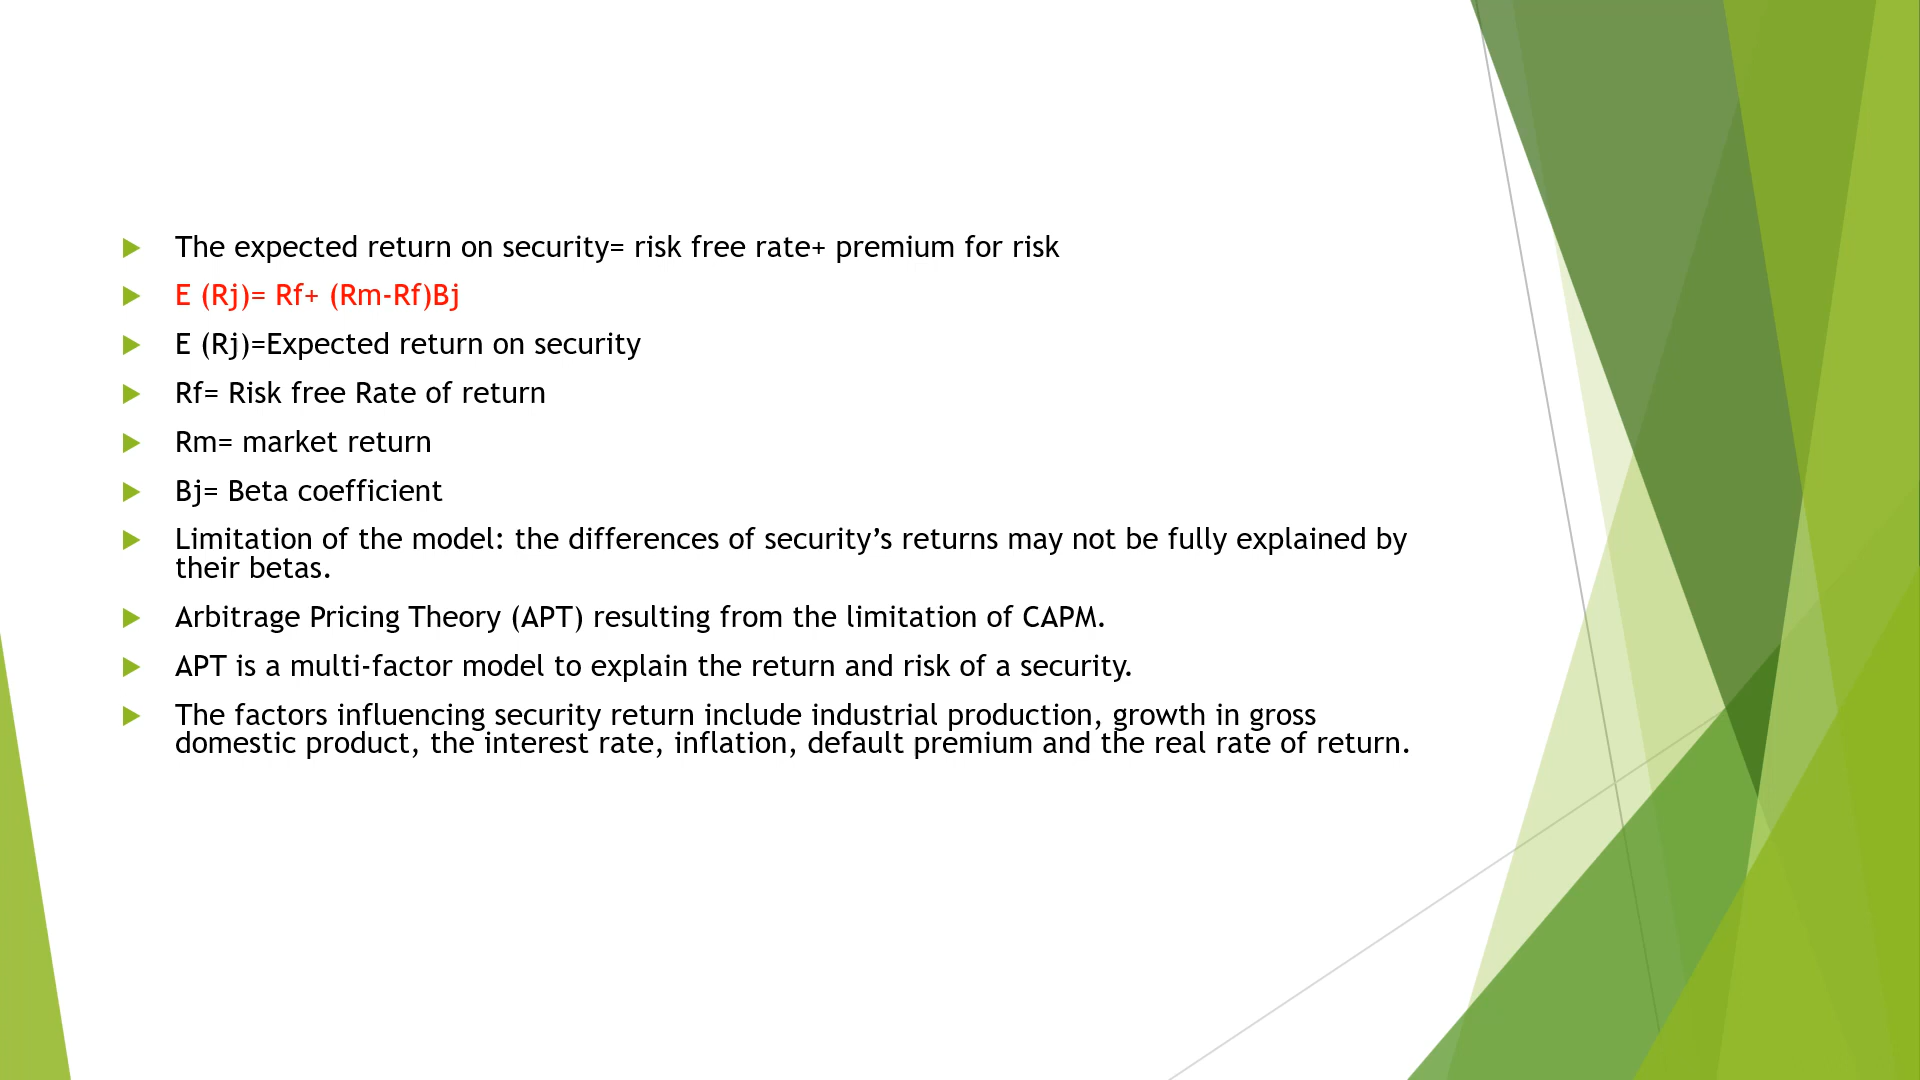 The expected return on security= risk free rate+ premium for risk
E (Rj)= Rf+ (Rm-Rf)Bj
E (Rj)=Expected return on security
Rf= Risk free Rate of return
Rm= market return
Bj= Beta coefficient
Limitation of the model: the differences of security’s returns may not be fully explained by
their betas.
Arbitrage Pricing Theory (APT) resulting from the limitation of CAPM.
APT is a multi-factor model to explain the return and risk of a security.
The factors influencing security return include industrial production, growth in gross
domestic product, the interest rate, inflation, default premium and the real rate of return.